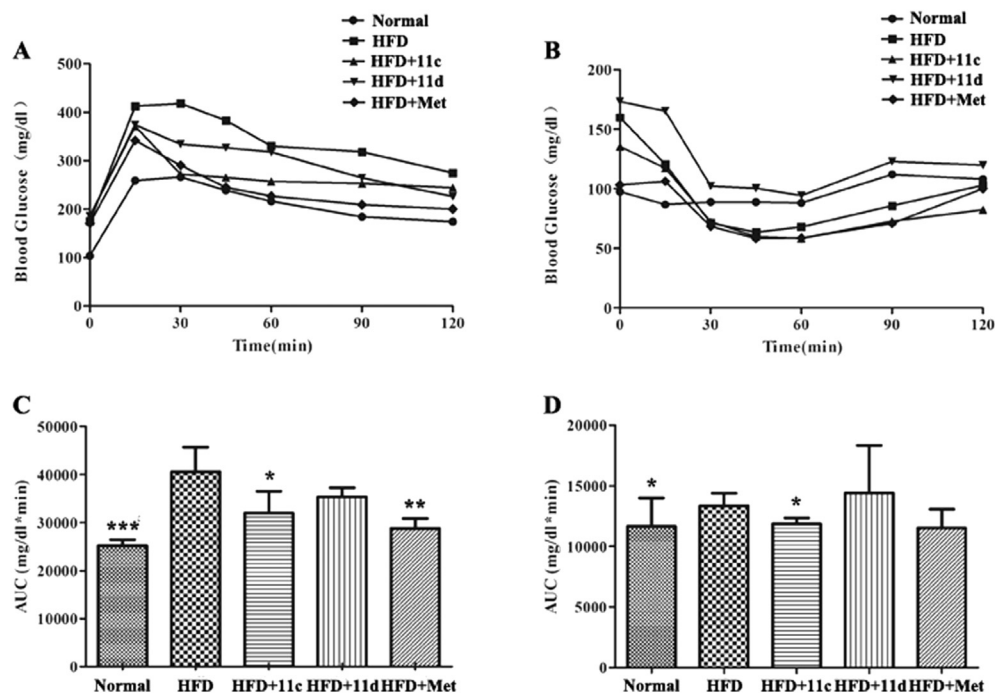 A
Normal
HFD
HFD+11c
HFD+11d
HFD+Met
500
400
300
200
100
0
Blood Glucose (mg/dl)
0 30 60 90 120
Time(min)
B
Normal
HFD
HFD+11c
HFD+11d
HFD+Met
200
150
100
50
0
Blood Glucose (mg/dl)
0 30 60 90 120
Time(min)
C
50000
40000
30000
20000
10000
0
AUC (mg/dl*min)
***
*
**
Normal HFD HFD+11c HFD+11d HFD+Met
D
20000
15000
10000
5000
0
AUC (mg/dl*min)
*
*
Normal HFD HFD+11c HFD+11d HFD+Met